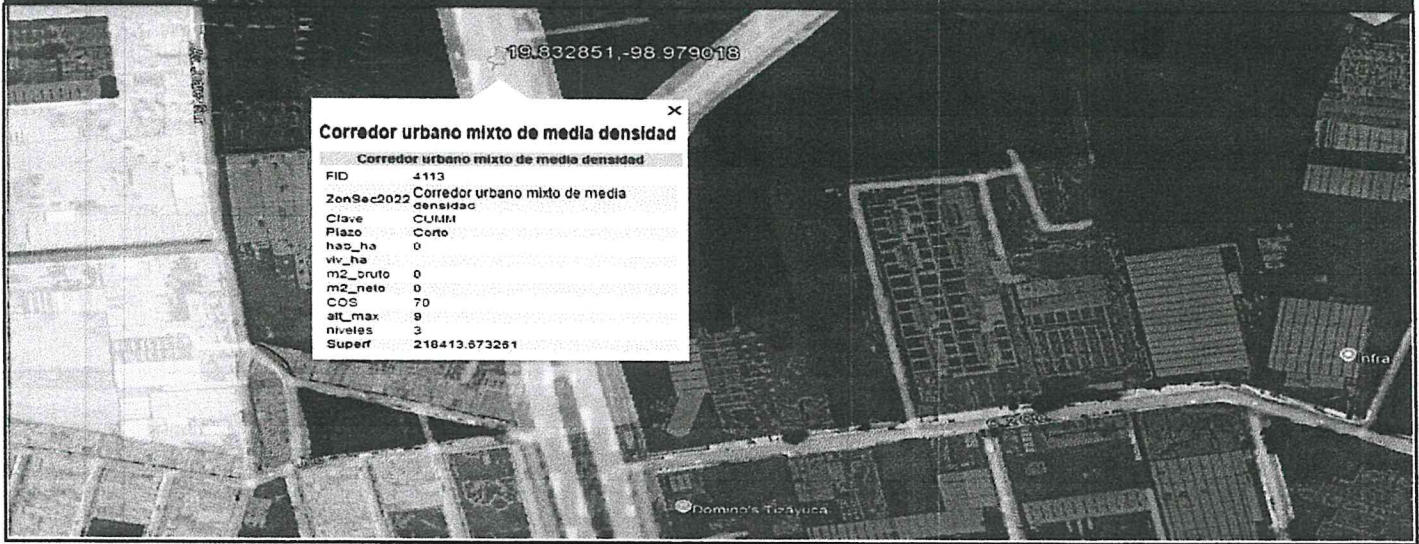 19.832851,-98.979018
×
Corredor urbano mixto de media densidad
Corredor urbano mixto de media densidad
FID 4113
ZonSec2022 Corredor urbano mixto de media densidad
Clave CUMM
Plazo Corto
hab_ha 0
viv_ha
m2_bruto 0
m2_neto 0
COS 70
alt_max 9
niveles 3
Superf 218413.673261
Infra
Domino's Tizayuca